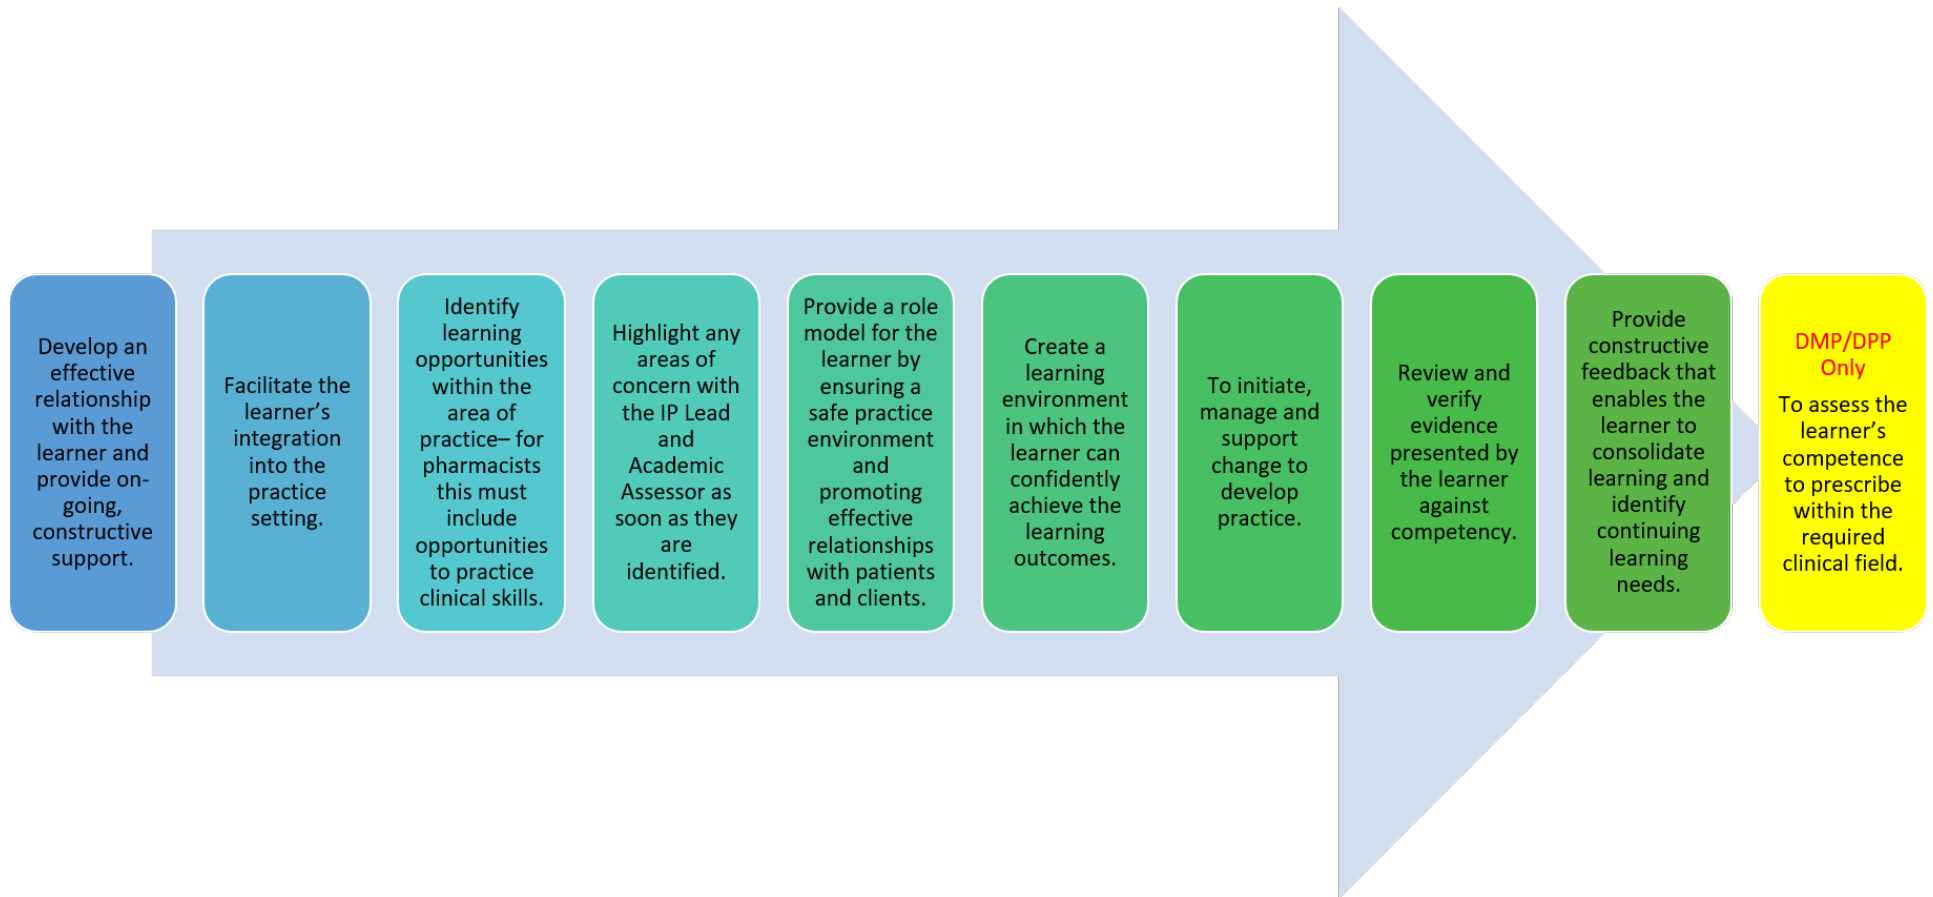 Develop an
effective
relationship
with the
learner and
provide on-
going,
constructive
support.
Facilitate the
learner’s
integration
into the
practice
setting.
Identify
learning
opportunities
within the
area of
practice– for
pharmacists
this must
include
opportunities
to practice
clinical skills.
Highlight any
areas of
concern with
the IP Lead
and
Academic
Assessor as
soon as they
are
identified.
Provide a role
model for the
learner by
ensuring a
safe practice
environment
and
promoting
effective
relationships
with patients
and clients.
Create a
learning
environment
in which the
learner can
confidently
achieve the
learning
outcomes.
To initiate,
manage and
support
change to
develop
practice.
Review and
verify
evidence
presented by
the learner
against
competency.
Provide
constructive
feedback that
enables the
learner to
consolidate
learning and
identify
continuing
learning
needs.
DMP/DPP
Only
To assess the
learner’s
competence
to prescribe
within the
required
clinical field.